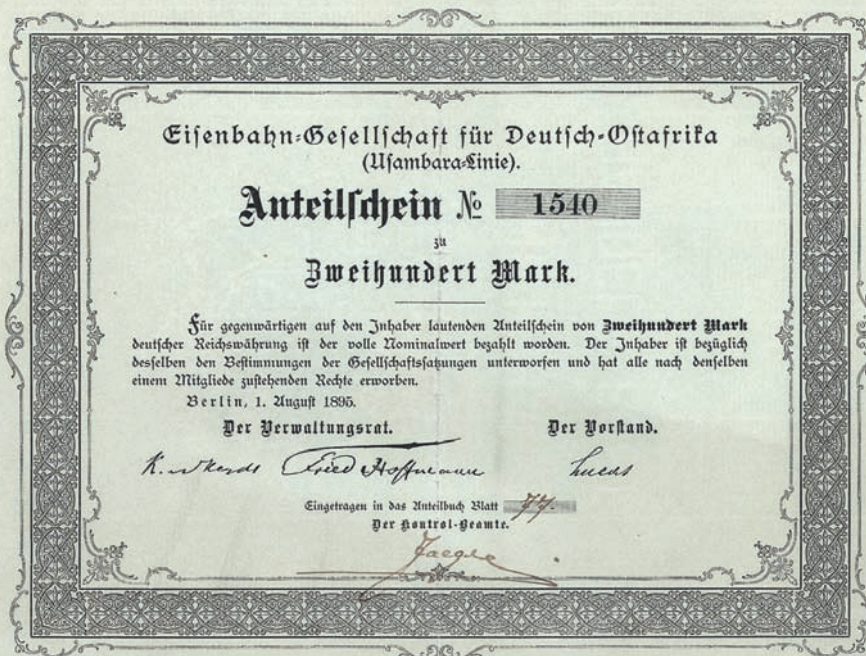 Eisenbahn-Gesellschaft für Deutsch-Ostafrika
(Usambara-Linie).
Anteilschein № 1540
zu
Zweihundert Mark.
Für gegenwärtigen auf den Inhaber lautenden Anteilschein von Zweihundert Mark
deutscher Reichswährung ist der volle Nominalwert bezahlt worden. Der Inhaber ist bezüglich
desselben den Bestimmungen der Gesellschaftssatzungen unterworfen und hat alle nach denselben
einem Mitgliede zustehenden Rechte erworben.
Berlin, 1. August 1895.
Der Verwaltungsrat. Der Vorstand.
Fried Hoffmann Lucas
Eingetragen in das Anteilbuch Blatt 77.
Der Kontrol-Beamte.
Jaeger